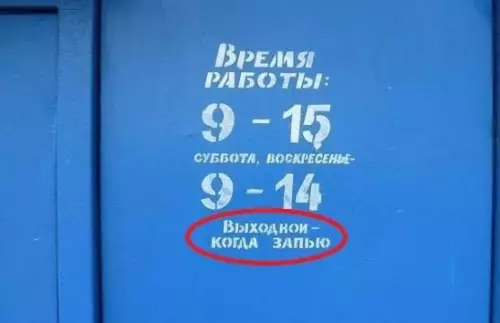 Время
работы:
9 - 15
суббота, воскресенье-
9 - 14
Выходной -
когда запью